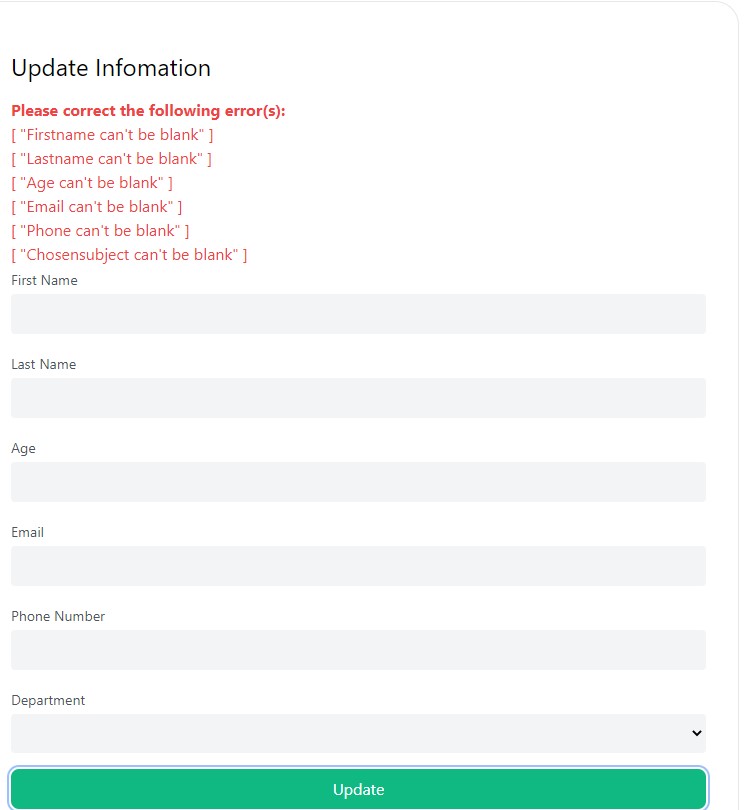 Update Infomation
Please correct the following error(s):
[ "Firstname can't be blank" ]
[ "Lastname can't be blank" ]
[ "Age can't be blank" ]
[ "Email can't be blank" ]
[ "Phone can't be blank" ]
[ "Chosensubject can't be blank" ]
First Name
Last Name
Age
Email
Phone Number
Department
Update